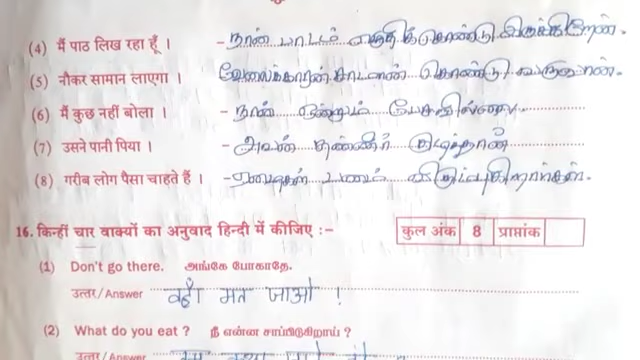 (4) मैं पाठ लिख रहा हूँ । - நான் பாடம் எழுதிக்கொண்டு இருக்கிறேன்.
(5) नौकर सामान लाएगा । வேலைக்காரன் சாமான் கொண்டு வருவான்.
(6) मैं कुछ नहीं बोला । - நான் ஒன்றும் பேசவில்லை.
(7) उसने पानी पिया । - அவன் தண்ணீர் குடித்தான்
(8) गरीब लोग पैसा चाहते हैं । - ஏழைகள் பணம் விரும்புகிறார்கள்.
16. किन्हीं चार वाक्यों का अनुवाद हिन्दी में कीजिए :- कुल अंक 8 प्राप्तांक
(1) Don't go there. அங்கே போகாதே.
उत्तर/Answer वहाँ मत जाओ !
(2) What do you eat ? நீ என்ன சாப்பிடுகிறாய் ?
उत्तर/Answer